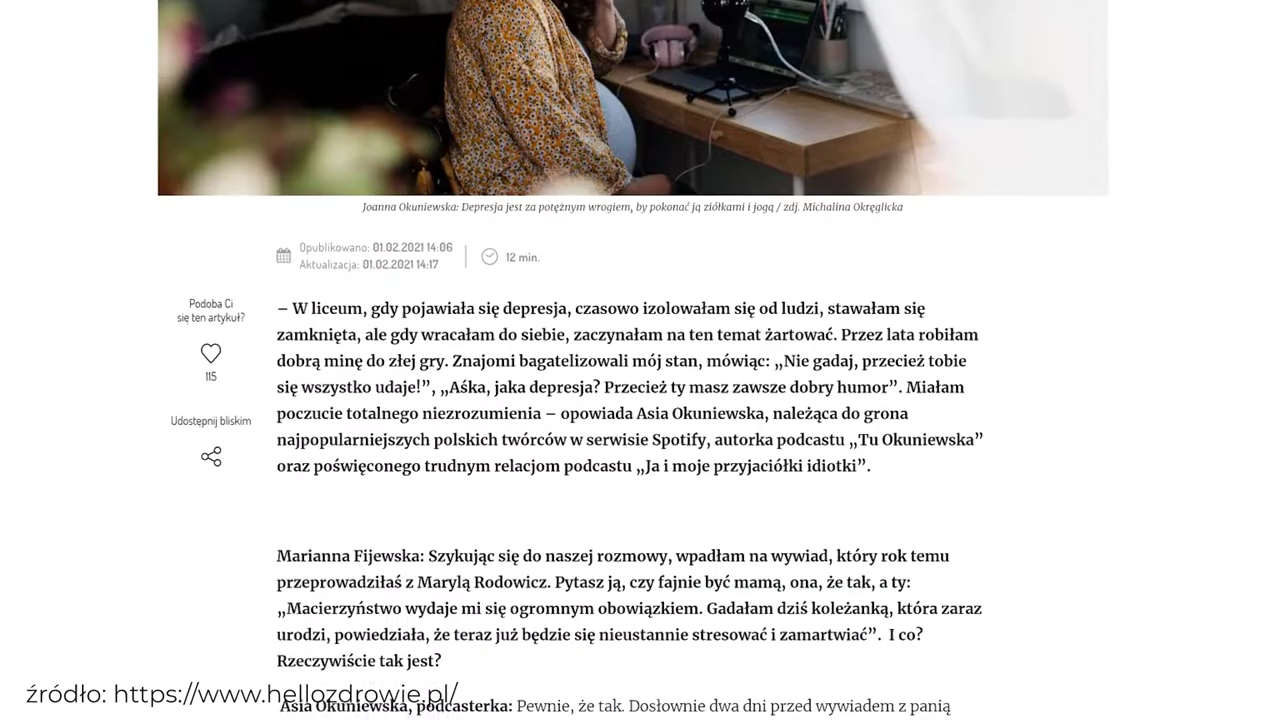 Joanna Okuniewska: Depresja jest za potężnym wrogiem, by pokonać ją ziółkami i jogą / zdj. Michalina Okręglicka
Opublikowano: 01.02.2021 14:06
Aktualizacja: 01.02.2021 14:17
12 min.
Podoba Ci
się ten artykuł?
115
Udostępnij bliskim
– W liceum, gdy pojawiała się depresja, czasowo izolowałam się od ludzi, stawałam się
zamknięta, ale gdy wracałam do siebie, zaczynałam na ten temat żartować. Przez lata robiłam
dobrą minę do złej gry. Znajomi bagatelizowali mój stan, mówiąc: „Nie gadaj, przecież tobie
się wszystko udaje!”, „Aśka, jaka depresja? Przecież ty masz zawsze dobry humor”. Miałam
poczucie totalnego niezrozumienia – opowiada Asia Okuniewska, należąca do grona
najpopularniejszych polskich twórców w serwisie Spotify, autorka podcastu „Tu Okuniewska”
oraz poświęconego trudnym relacjom podcastu „Ja i moje przyjaciółki idiotki”.
Marianna Fijewska: Szykując się do naszej rozmowy, wpadłam na wywiad, który rok temu
przeprowadziłaś z Marylą Rodowicz. Pytasz ją, czy fajnie być mamą, ona, że tak, a ty:
„Macierzyństwo wydaje mi się ogromnym obowiązkiem. Gadałam dziś koleżanką, która zaraz
urodzi, powiedziała, że teraz już będzie się nieustannie stresować i zamartwiać”. I co?
Rzeczywiście tak jest?
Asia Okuniewska, podcasterka: Pewnie, że tak. Dosłownie dwa dni przed wywiadem z panią
źródło: https://www.hellozdrowie.pl/